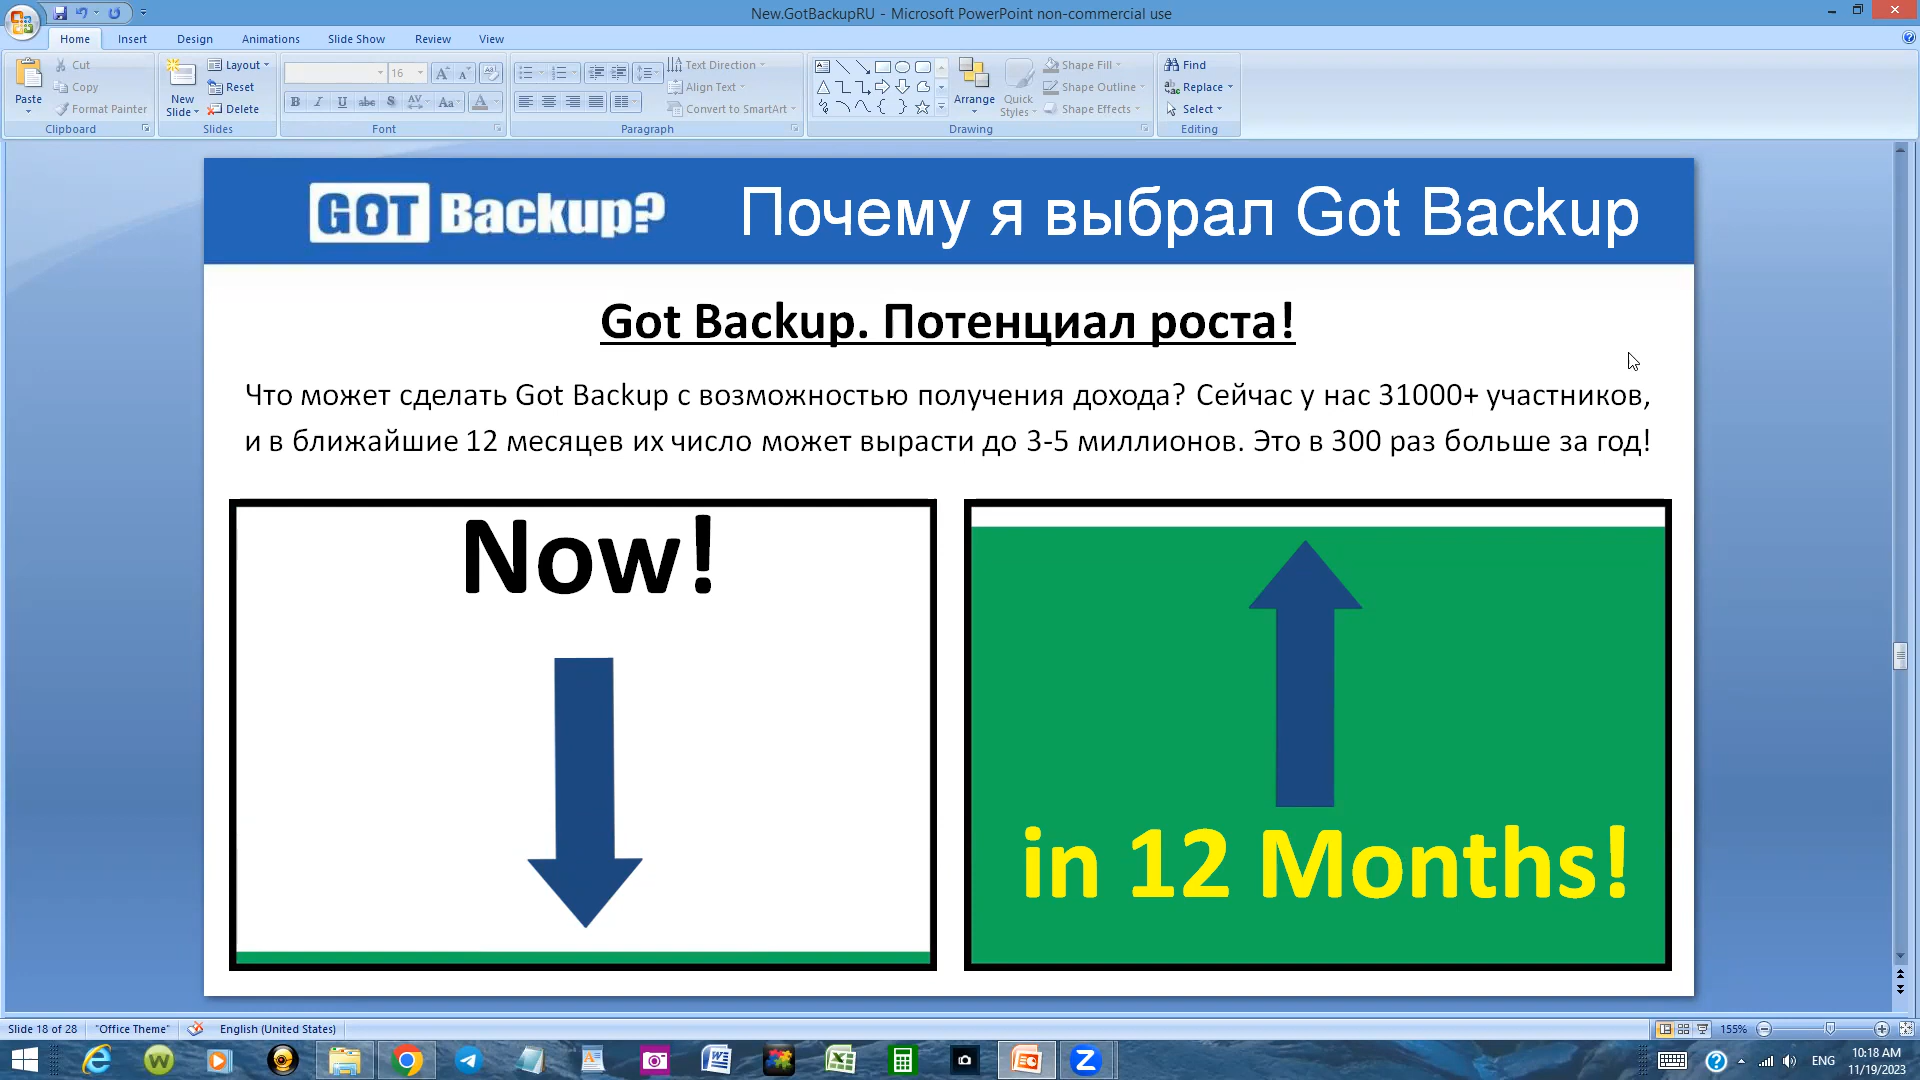 New.GotBackupRU - Microsoft PowerPoint non-commercial use
Home Insert Design Animations Slide Show Review View
Paste Cut Copy Format Painter Clipboard
New Slide Layout Reset Delete Slides
16 Font
Text Direction Align Text Convert to SmartArt Paragraph
Arrange Quick Styles Shape Fill Shape Outline Shape Effects Drawing
Find Replace Select Editing
GOT Backup? Почему я выбрал Got Backup
Got Backup. Потенциал роста!
Что может сделать Got Backup с возможностью получения дохода? Сейчас у нас 31000+ участников,
и в ближайшие 12 месяцев их число может вырасти до 3-5 миллионов. Это в 300 раз больше за год!
Now!
in 12 Months!
Slide 18 of 28 "Office Theme" English (United States) 155%
ENG
10:18 AM
11/19/2023